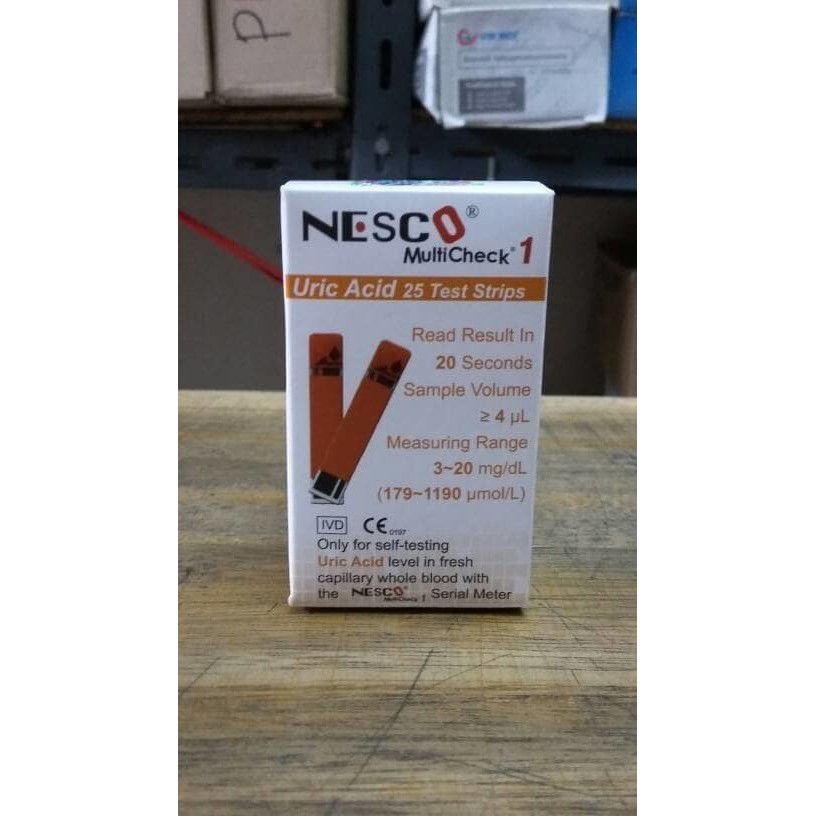 P
NESCO®
MultiCheck® 1
Uric Acid 25 Test Strips
Read Result In
20 Seconds
Sample Volume
≥ 4 µL
Measuring Range
3~20 mg/dL
(179~1190 µmol/L)
IVD CE 0197
Only for self-testing
Uric Acid level in fresh
capillary whole blood with
the NESCO® MultiCheck 1 Serial Meter